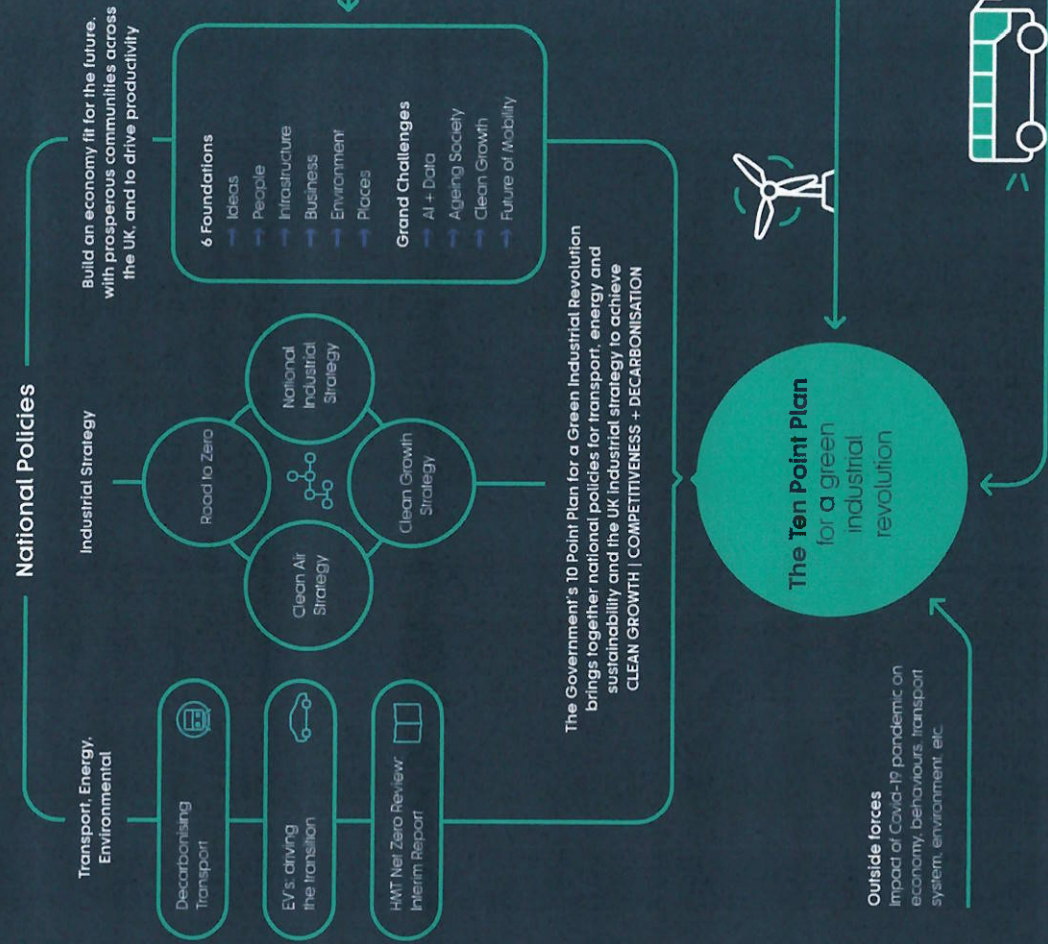 National Policies
Transport, Energy,
Environmental
Decarbonising
Transport
EV's: driving
the transition
HMT Net Zero Review
Interim Report
Industrial Strategy
Road to Zero
Clean Air
Strategy
National
Industrial
Strategy
Clean Growth
Strategy
Build an economy fit for the future,
with prosperous communities across
the UK, and to drive productivity
6 Foundations
→ Ideas
→ People
→ Infrastructure
→ Business
→ Environment
→ Places
Grand Challenges
→ AI + Data
→ Ageing Society
→ Clean Growth
→ Future of Mobility
The Government's 10 Point Plan for a Green Industrial Revolution
brings together national policies for transport, energy and
sustainability and the UK industrial strategy to achieve
CLEAN GROWTH | COMPETITIVENESS + DECARBONISATION
The Ten Point Plan
for a green
industrial
revolution
Outside forces
Impact of Covid-19 pandemic on
economy, behaviours, transport
system, environment, etc.